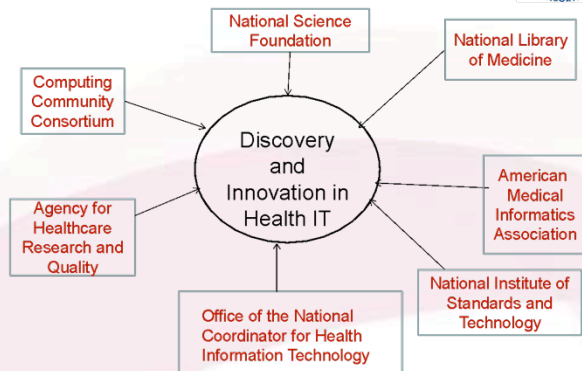 National Science
Foundation
National Library
of Medicine
Computing
Community
Consortium
Discovery
and
Innovation in
Health IT
American
Medical
Informatics
Association
Agency for
Healthcare
Research and
Quality
National Institute of
Standards and
Technology
Office of the National
Coordinator for Health
Information Technology